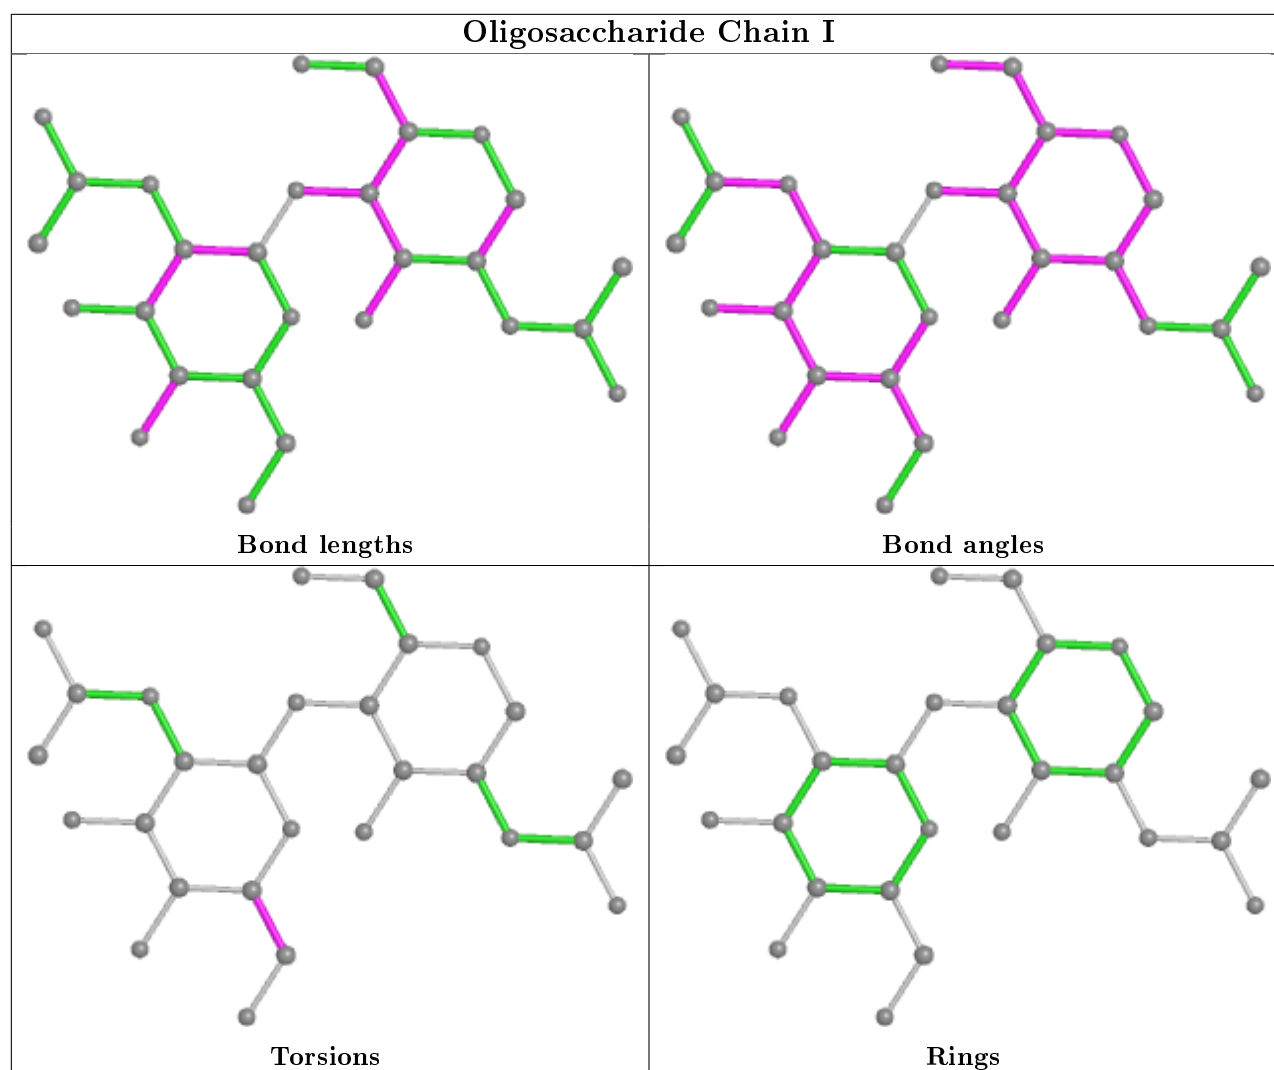 Oligosaccharide Chain I
Bond lengths
Bond angles
Torsions
Rings